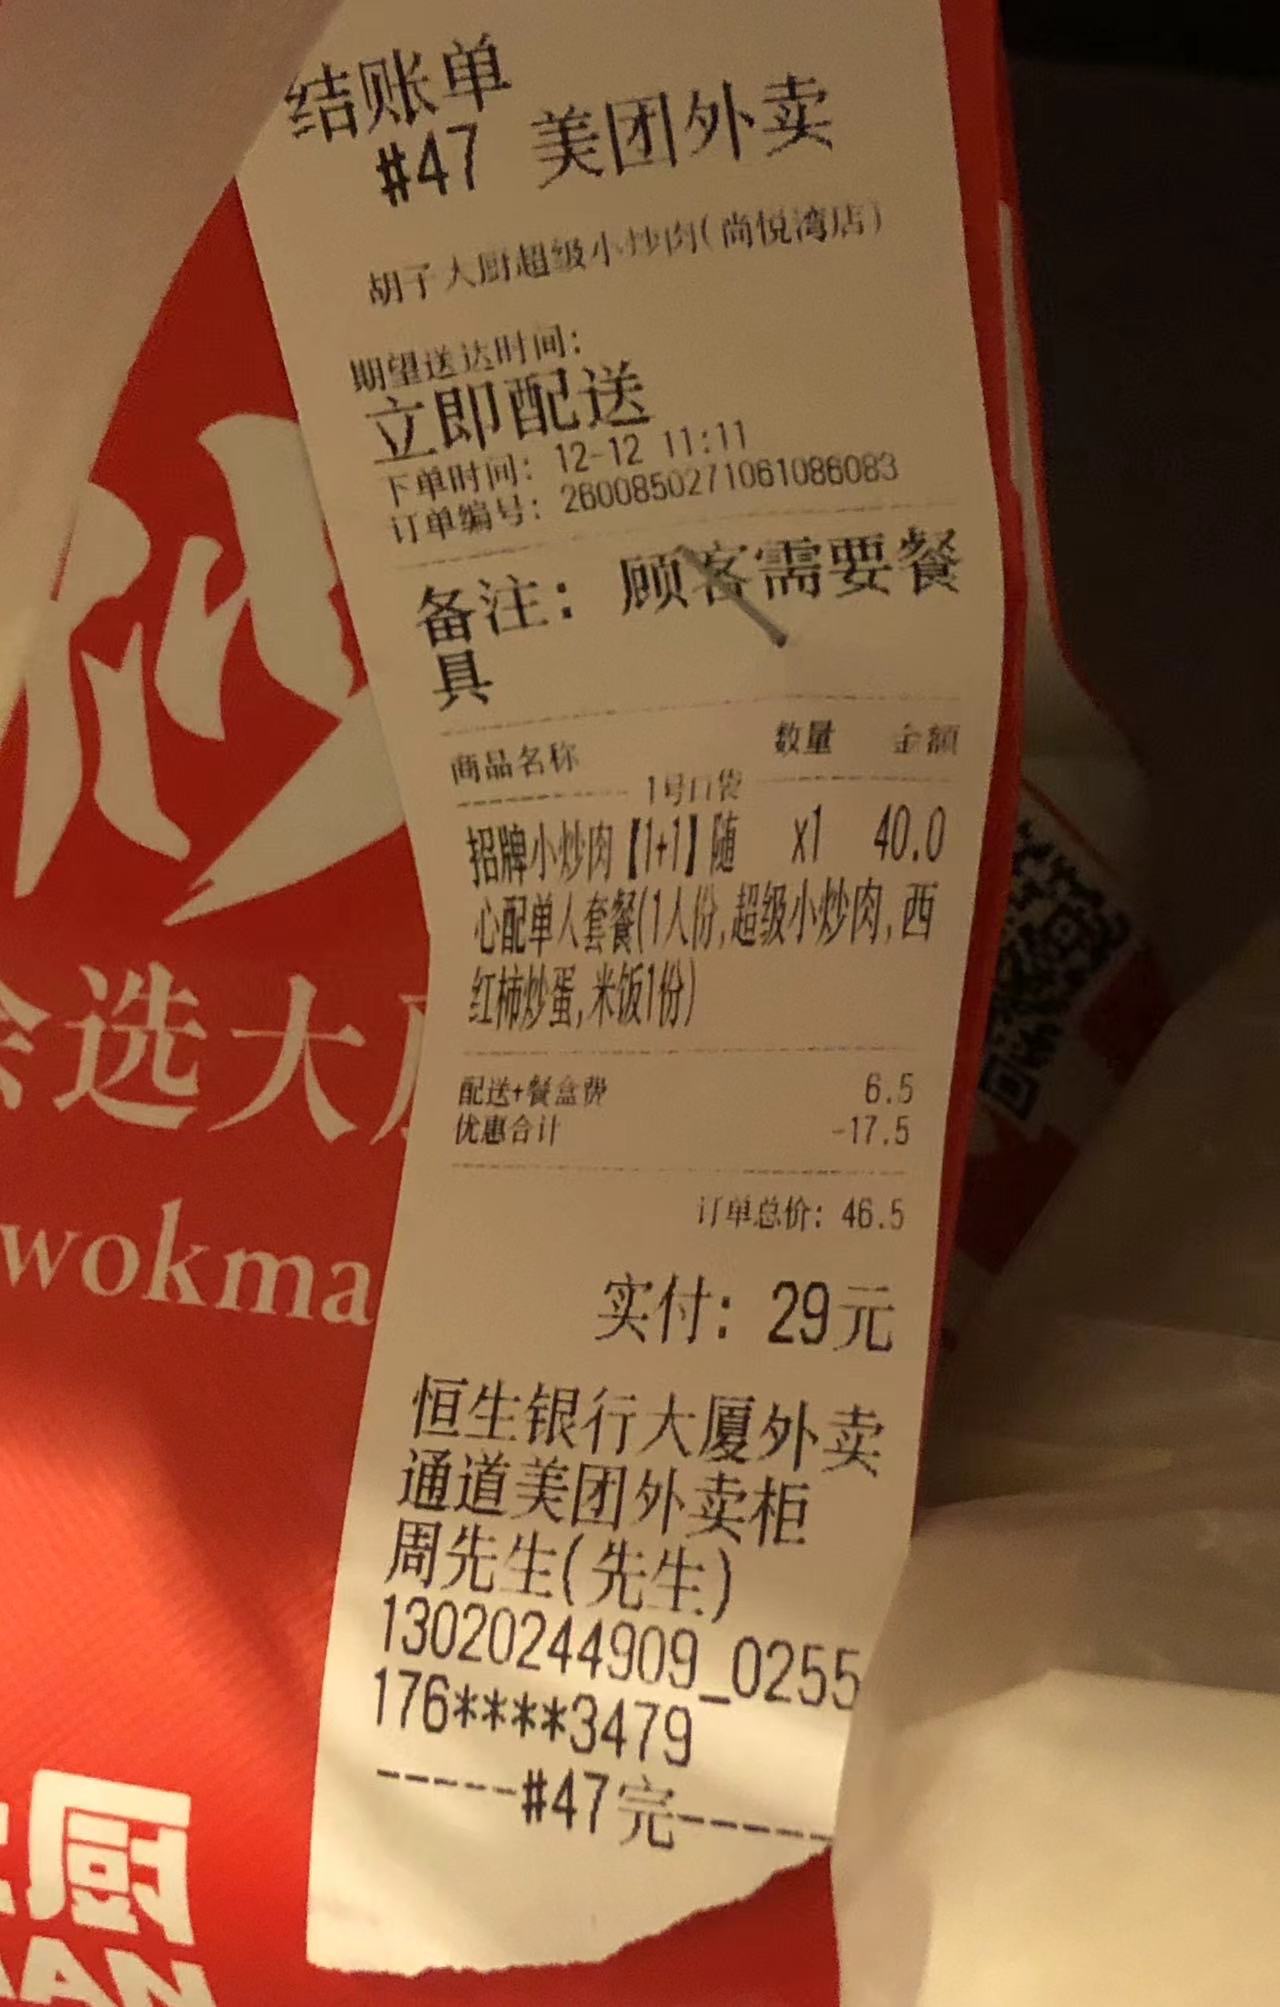 结账单
#47 美团外卖
胡子大厨超级小炒肉(尚悦湾店)
期望送达时间:
立即配送
下单时间: 12-12 11:11
订单编号: 2600850271061086083
备注: 顾客需要餐
具
商品名称 数量 金额
1号口袋
招牌小炒肉【1+1】随 x1 40.0
心配单人套餐(1人份,超级小炒肉,西
红柿炒蛋,米饭1份)
配送+餐盒费 6.5
优惠合计 -17.5
订单总价: 46.5
实付: 29元
恒生银行大厦外卖
通道美团外卖柜
周先生(先生)
13020244909_0255
176****3479
-----#47完-----
炒
选大
wokma
厨